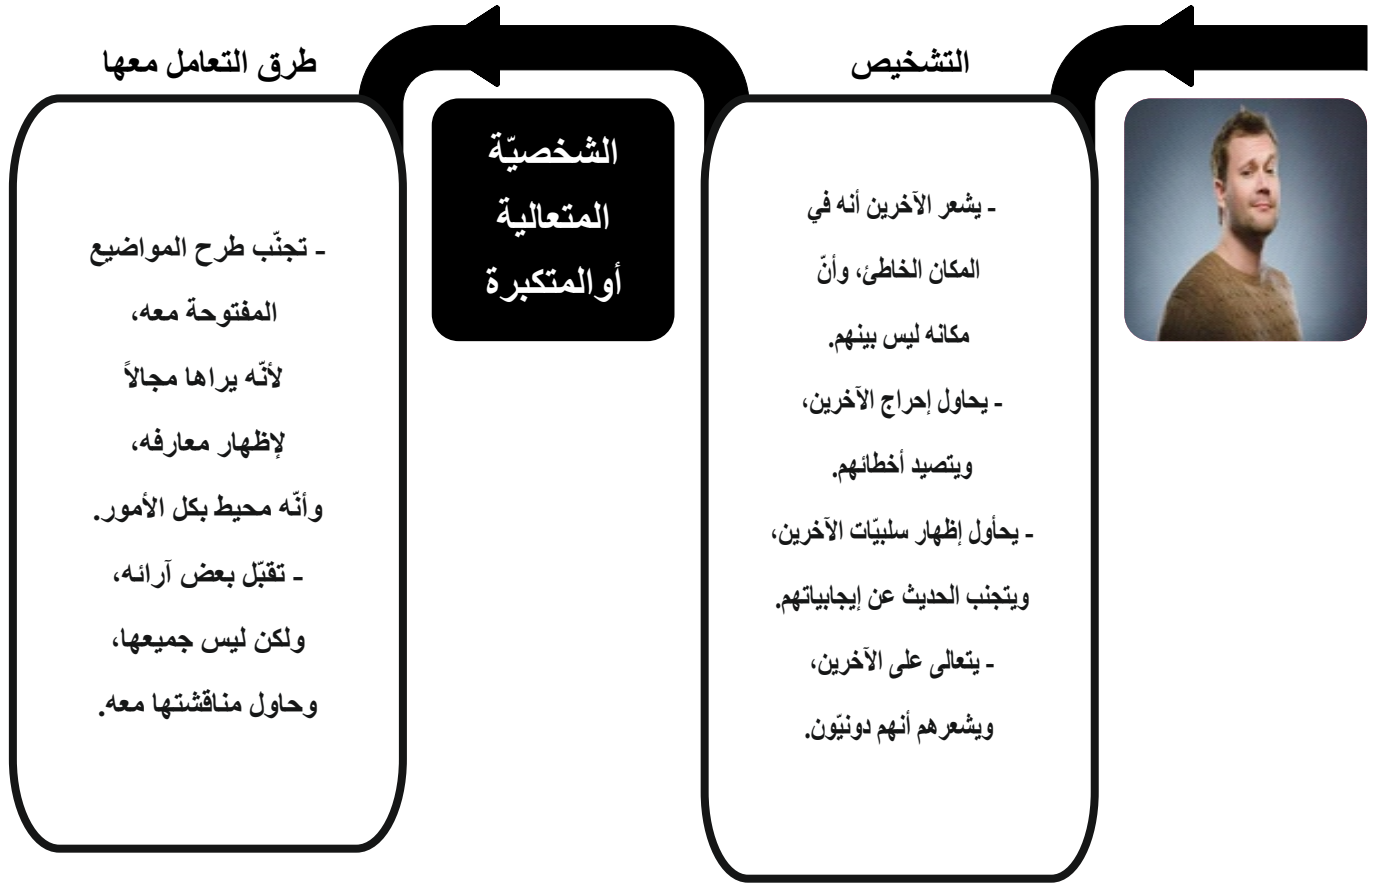 التشخيص
- يشعر الآخرين أنه في
المكان الخاطئ، وأنّ
مكانه ليس بينهم.
- يحاول إحراج الآخرين،
ويتصيد أخطائهم.
- يحأول إظهار سلبيّات الآخرين،
ويتجنب الحديث عن إيجابياتهم.
- يتعالى على الآخرين،
ويشعرهم أنهم دونيّون.
الشخصيّة
المتعالية
أوالمتكبرة
طرق التعامل معها
- تجنّب طرح المواضيع
المفتوحة معه،
لأنّه يراها مجالاً
لإظهار معارفه،
وأنّه محيط بكل الأمور.
- تقبّل بعض آرائه،
ولكن ليس جميعها،
وحاول مناقشتها معه.